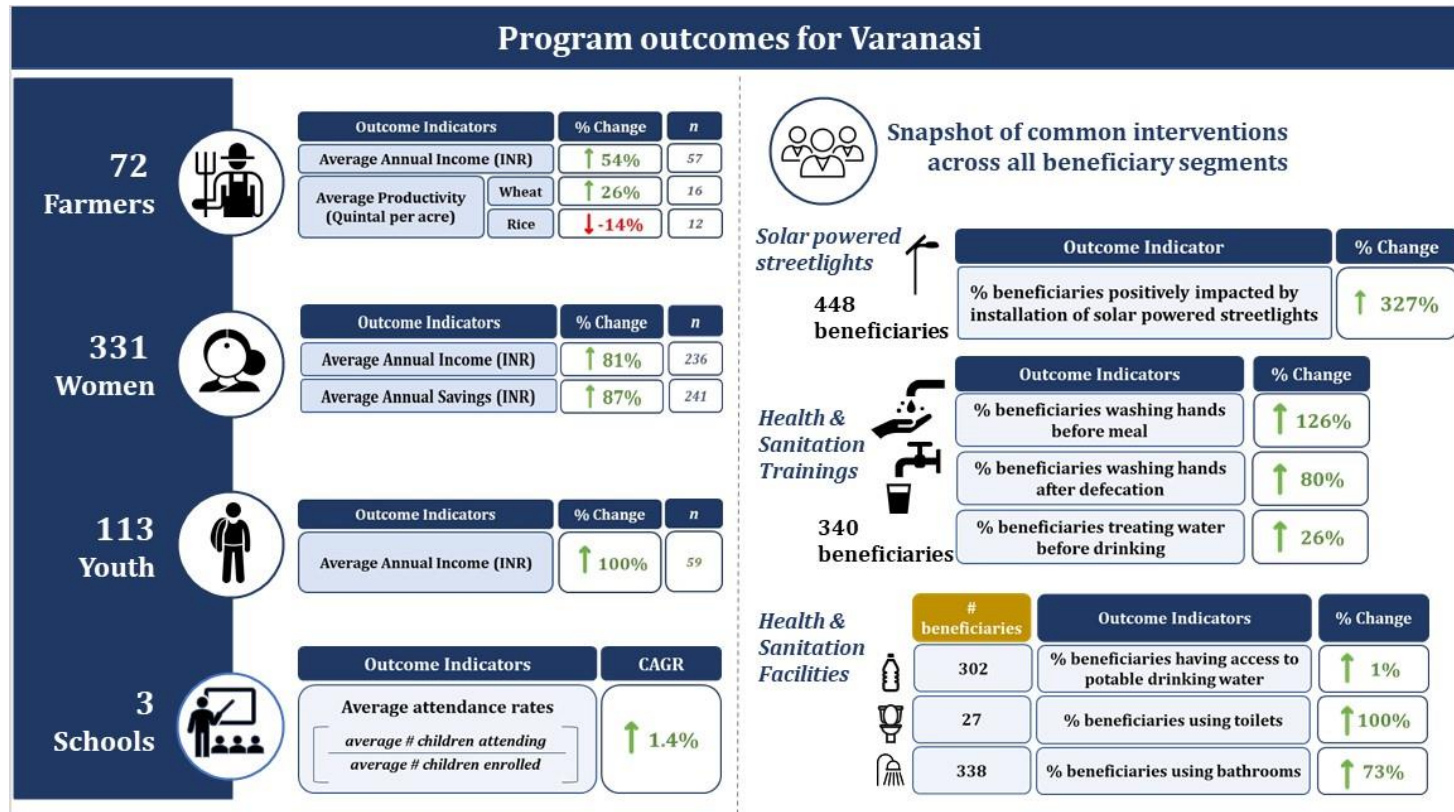 Program outcomes for Varanasi
72
Farmers
Outcome Indicators % Change n
Average Annual Income (INR) ↑ 54% 57
Average Productivity
(Quintal per acre)
Wheat ↑ 26% 16
Rice ↓ -14% 12
331
Women
Outcome Indicators % Change n
Average Annual Income (INR) ↑ 81% 236
Average Annual Savings (INR) ↑ 87% 241
113
Youth
Outcome Indicators % Change n
Average Annual Income (INR) ↑ 100% 59
3
Schools
Outcome Indicators CAGR
Average attendance rates
average # children attending
average # children enrolled
↑ 1.4%
Snapshot of common interventions
across all beneficiary segments
Solar powered
streetlights
448
beneficiaries
Outcome Indicator % Change
% beneficiaries positively impacted by
installation of solar powered streetlights
↑ 327%
Health &
Sanitation
Trainings
340
beneficiaries
Outcome Indicators % Change
% beneficiaries washing hands
before meal
↑ 126%
% beneficiaries washing hands
after defecation
↑ 80%
% beneficiaries treating water
before drinking
↑ 26%
Health &
Sanitation
Facilities
#
beneficiaries
Outcome Indicators % Change
302
% beneficiaries having access to
potable drinking water
↑ 1%
27 % beneficiaries using toilets ↑ 100%
338 % beneficiaries using bathrooms ↑ 73%